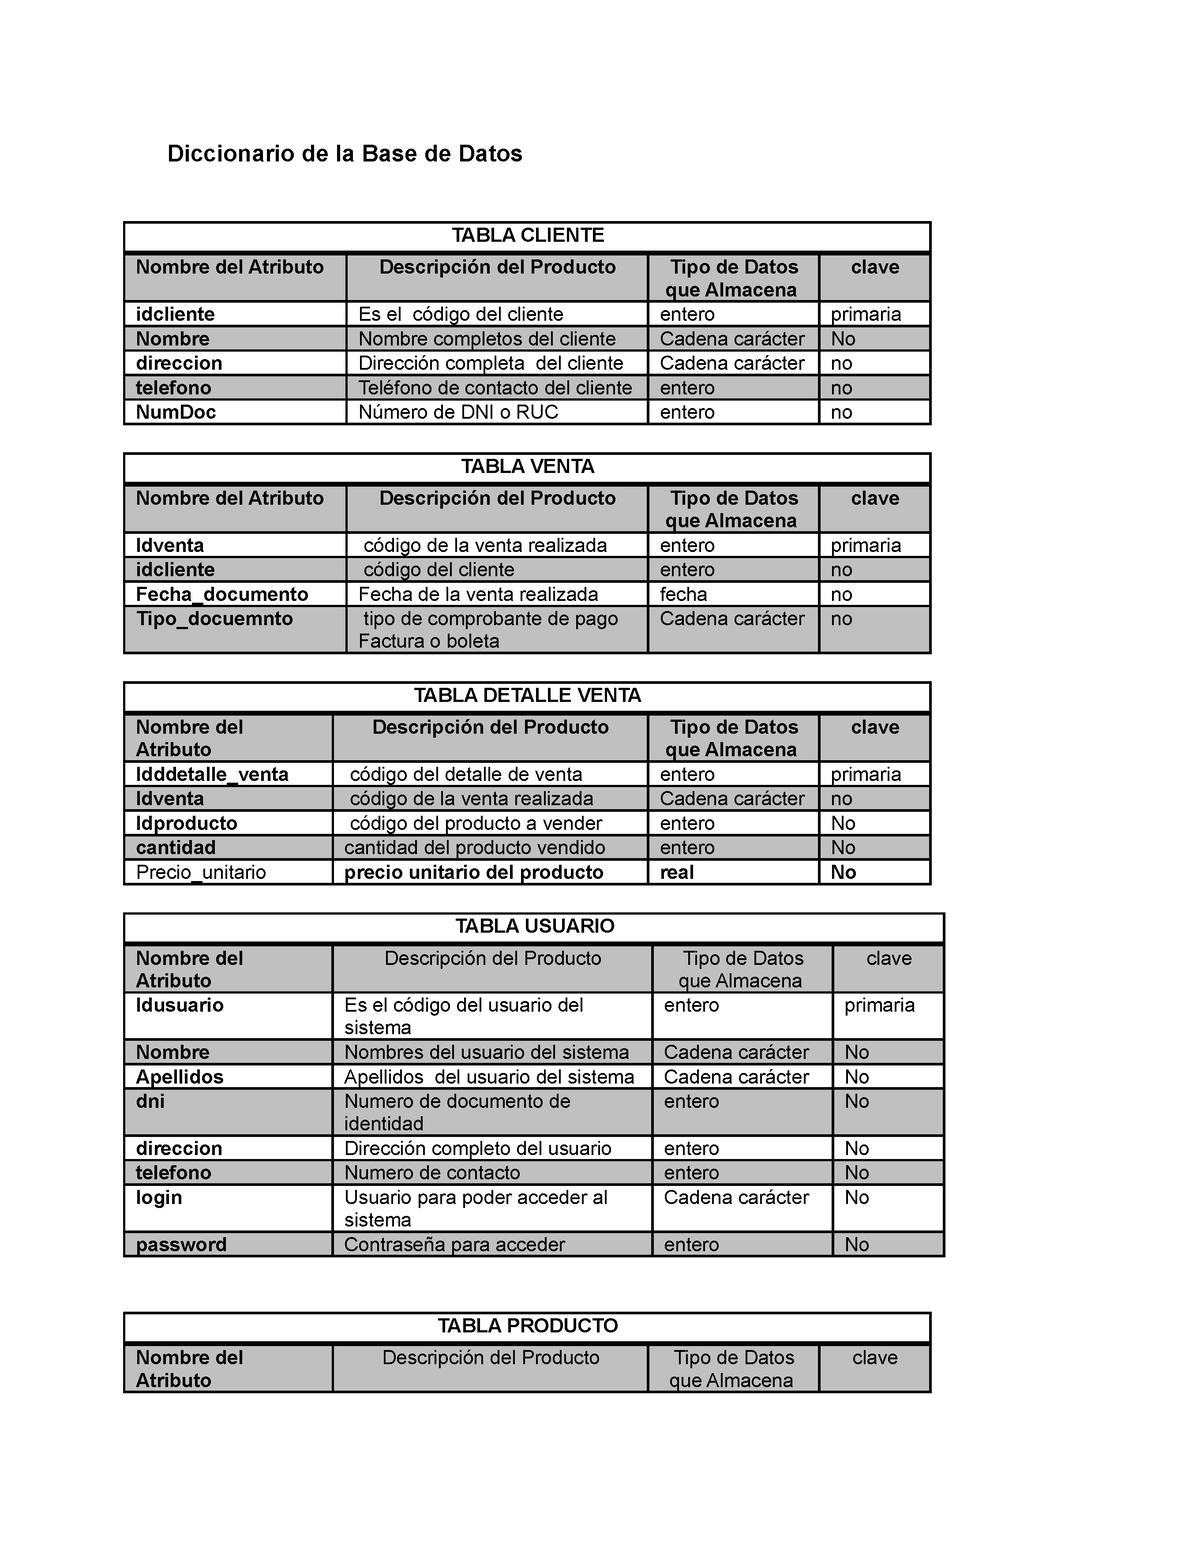 Diccionario de la Base de Datos
TABLA CLIENTE
Nombre del Atributo Descripción del Producto Tipo de Datos clave
que Almacena
idcliente Es el código del cliente entero primaria
Nombre Nombre completos del cliente Cadena carácter No
direccion Dirección completa del cliente Cadena carácter no
telefono Teléfono de contacto del cliente entero no
NumDoc Número de DNI o RUC entero no
TABLA VENTA
Nombre del Atributo Descripción del Producto Tipo de Datos clave
que Almacena
Idventa código de la venta realizada entero primaria
idcliente código del cliente entero no
Fecha_documento Fecha de la venta realizada fecha no
Tipo_docuemnto tipo de comprobante de pago Cadena carácter no
Factura o boleta
TABLA DETALLE VENTA
Nombre del Descripción del Producto Tipo de Datos clave
Atributo que Almacena
Idddetalle_venta código del detalle de venta entero primaria
Idventa código de la venta realizada Cadena carácter no
Idproducto código del producto a vender entero No
cantidad cantidad del producto vendido entero No
Precio_unitario precio unitario del producto real No
TABLA USUARIO
Nombre del Descripción del Producto Tipo de Datos clave
Atributo que Almacena
Idusuario Es el código del usuario del entero primaria
sistema
Nombre Nombres del usuario del sistema Cadena carácter No
Apellidos Apellidos del usuario del sistema Cadena carácter No
dni Numero de documento de entero No
identidad
direccion Dirección completo del usuario entero No
telefono Numero de contacto entero No
login Usuario para poder acceder al Cadena carácter No
sistema
password Contraseña para acceder entero No
TABLA PRODUCTO
Nombre del Descripción del Producto Tipo de Datos clave
Atributo que Almacena